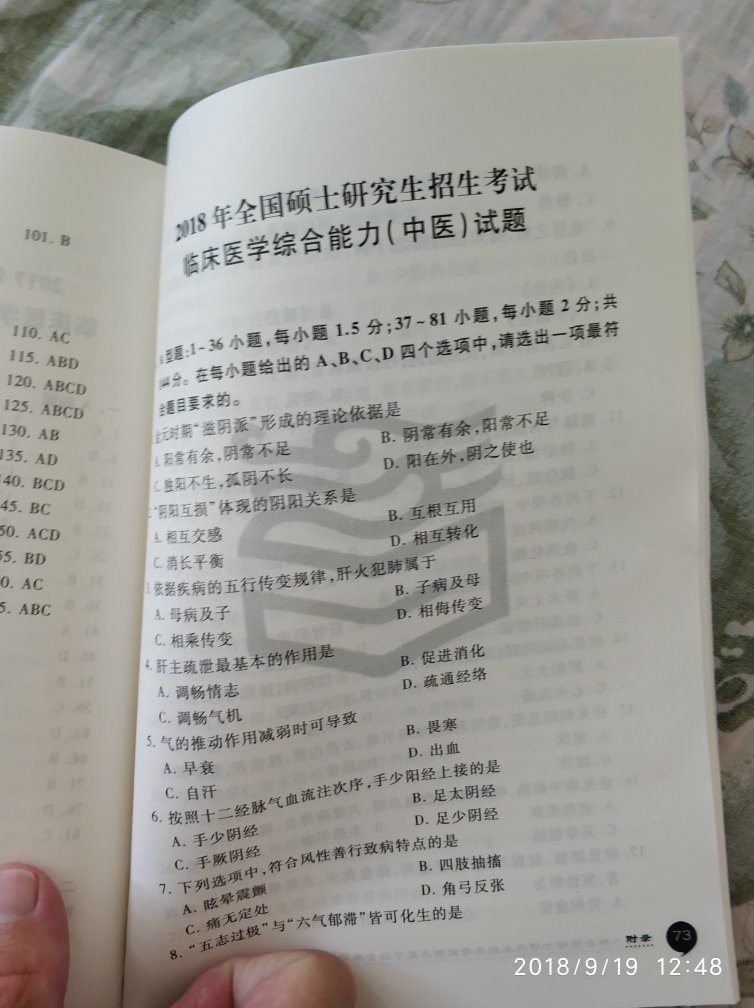 101. B
110. AC
115. ABD
120. ABCD
125. ABCD
130. AB
135. AD
140. BCD
45. BC
50. ACD
55. BD
0. AC
5. ABC
2018 年全国硕士研究生招生考试
临床医学综合能力(中医)试题
型题:1~36 小题,每小题 1.5 分;37~81 小题,每小题 2 分;共
144分。在每小题给出的 A、B、C、D 四个选项中,请选出一项最符
合题目要求的。
金元时期“滋阴派”形成的理论依据是
A. 阳常有余,阴常不足
B. 阴常有余,阳常不足
C. 独阳不生,孤阴不长
D. 阳在外,阴之使也
2. “阴阳互损”体现的阴阳关系是
A. 相互交感
B. 互根互用
C. 消长平衡
D. 相互转化
3. 依据疾病的五行传变规律,肝火犯肺属于
A. 母病及子
B. 子病及母
C. 相乘传变
D. 相侮传变
4. 肝主疏泄最基本的作用是
A. 调畅情志
B. 促进消化
C. 调畅气机
D. 疏通经络
5. 气的推动作用减弱时可导致
A. 早衰
B. 畏寒
C. 自汗
D. 出血
6. 按照十二经脉气血流注次序,手少阳经上接的是
A. 手少阴经
B. 足太阴经
C. 手厥阴经
D. 足少阴经
7. 下列选项中,符合风性善行致病特点的是
A. 眩晕震颤
B. 四肢抽搐
C. 痛无定处
D. 角弓反张
8. “五志过极”与“六气郁滞”皆可化生的是
附录 73
2018/9/19 12:48